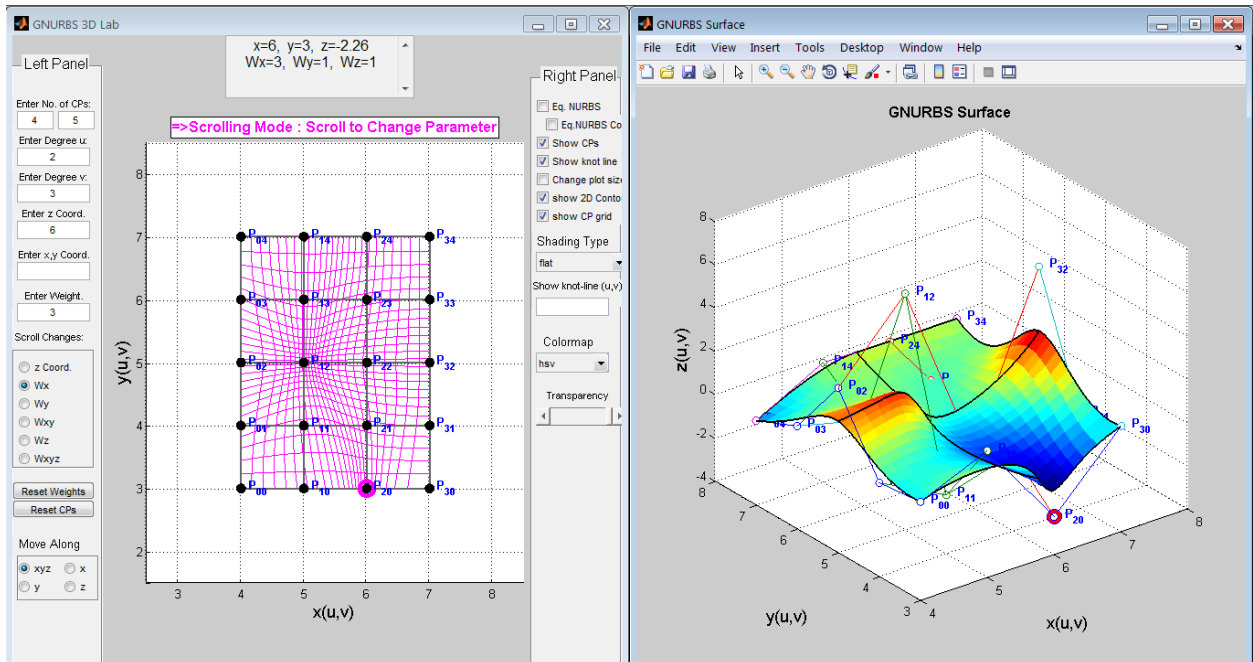 GNURBS 3D Lab
x=6, y=3, z=-2.26
Wx=3, Wy=1, Wz=1
Left Panel
Enter No. of CPs:
4 5
Enter Degree u:
2
Enter Degree v:
3
Enter z Coord.
6
Enter x,y Coord.
Enter Weight.
3
Scroll Changes:
z Coord.
Wx
Wy
Wxy
Wz
Wxyz
Reset Weights
Reset CPs
Move Along
xyz x
y z
=>Scrolling Mode : Scroll to Change Parameter
8
7
6
5
4
3
2
y(u,v)
P04 P14 P24 P34
P03 P13 P23 P33
P02 P12 P22 P32
P01 P11 P21 P31
P00 P10 P20 P30
3 4 5 6 7 8
x(u,v)
Right Panel
Eq. NURBS
Eq.NURBS Co
Show CPs
Show knot line
Change plot size
show 2D Conto
show CP grid
Shading Type
flat
Show knot-line (u,v)
Colormap
hsv
Transparency
GNURBS Surface
File Edit View Insert Tools Desktop Window Help
GNURBS Surface
8
6
4
2
0
-2
-4
z(u,v)
P32
P12
P34
P24
P14
P02
P
04
P03
P30
P00
P11
P20
8
7
6
5
4
3
y(u,v)
4
5
6
7
8
x(u,v)